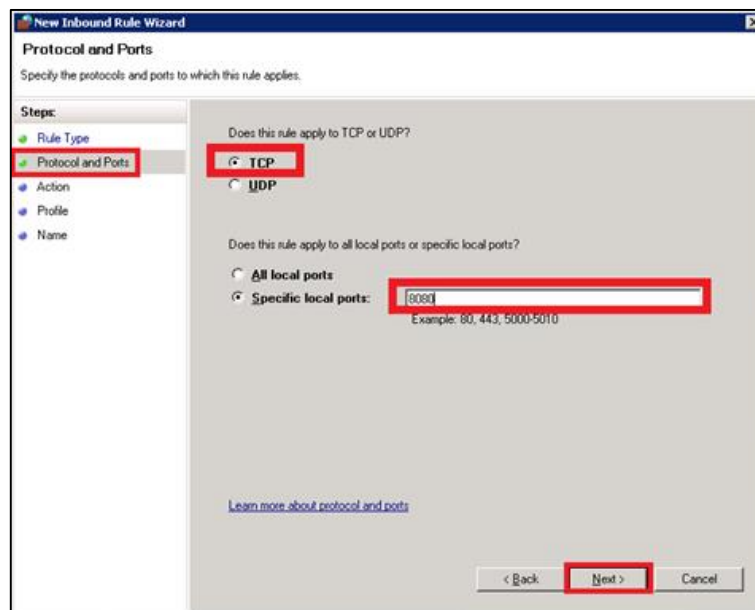 New Inbound Rule Wizard
Protocol and Ports
Specify the protocols and ports to which this rule applies.
Steps:
Rule Type
Protocol and Ports
Action
Profile
Name
Does this rule apply to TCP or UDP?
TCP
UDP
Does this rule apply to all local ports or specific local ports?
All local ports
Specific local ports:
8080
Example: 80, 443, 5000-5010
Learn more about protocol and ports
< Back
Next >
Cancel